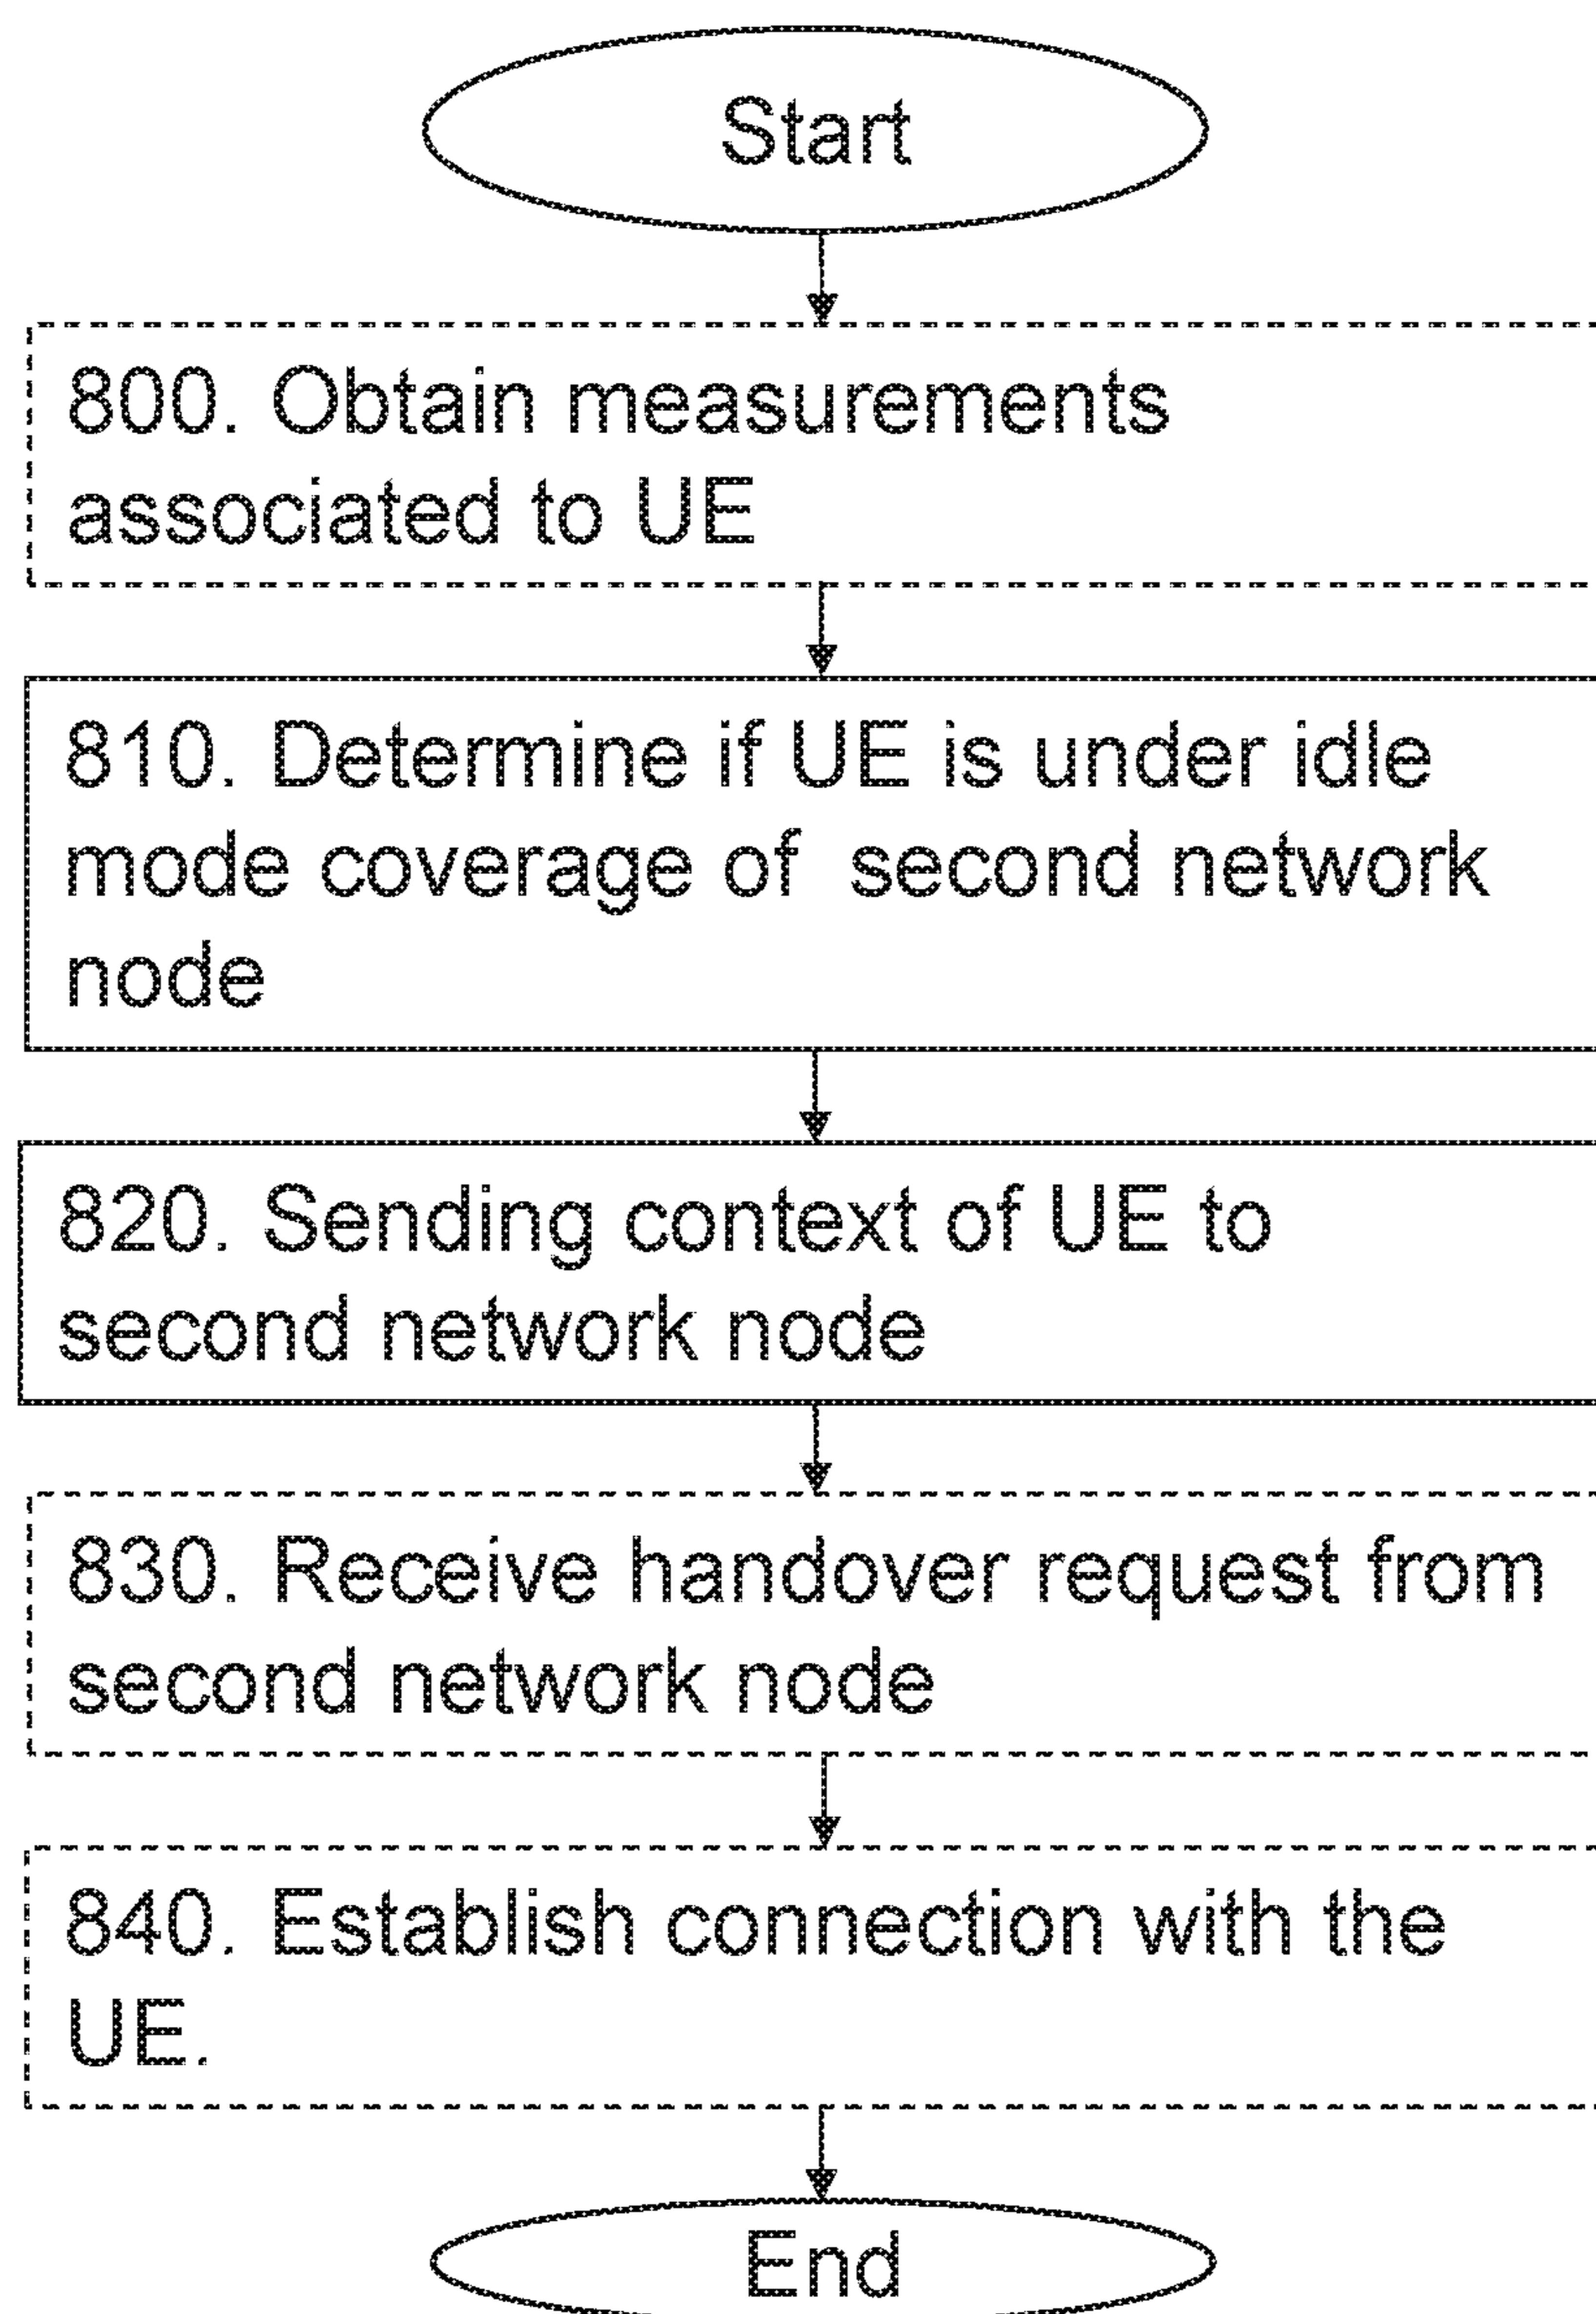 Start
800. Obtain measurements
associated to UE
810. Determine if UE is under idle
mode coverage of second network
node
820. Sending context of UE to
second network node
830. Receive handover request from
second network node
840. Establish connection with the
UE.
End